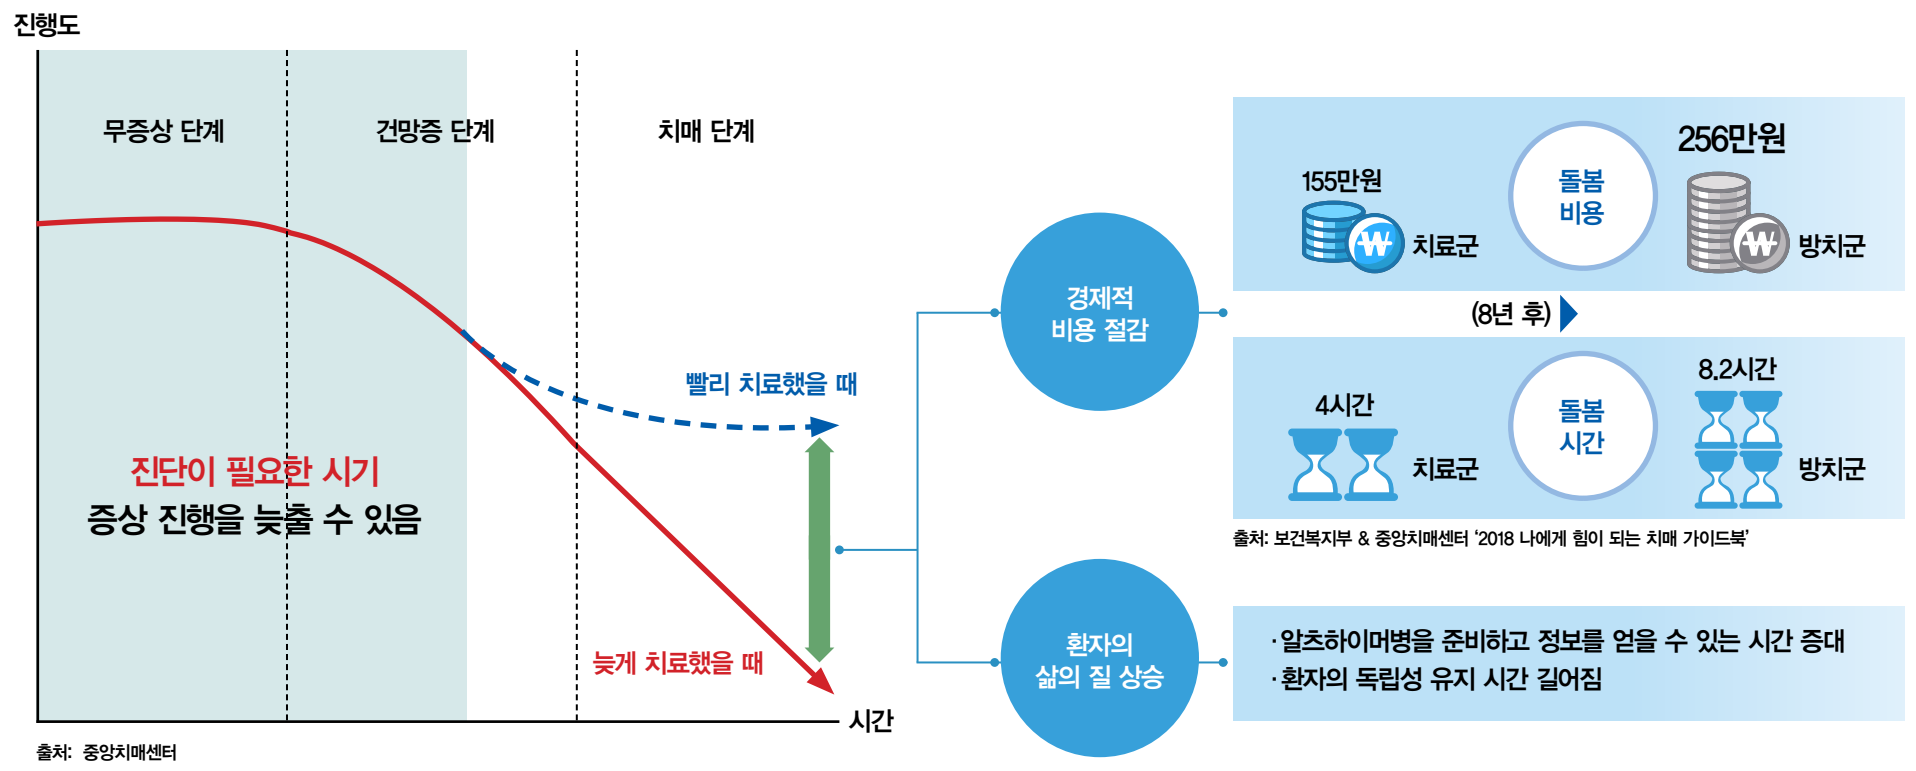 진행도
무증상 단계
건망증 단계
치매 단계
빨리 치료했을 때
진단이 필요한 시기
증상 진행을 늦출 수 있음
늦게 치료했을 때
시간
출처: 중앙치매센터
경제적
비용 절감
155만원
치료군
돌봄
비용
256만원
방치군
(8년 후)
4시간
치료군
돌봄
시간
8.2시간
방치군
출처: 보건복지부 & 중앙치매센터 ‘2018 나에게 힘이 되는 치매 가이드북’
환자의
삶의 질 상승
· 알츠하이머병을 준비하고 정보를 얻을 수 있는 시간 증대
· 환자의 독립성 유지 시간 길어짐